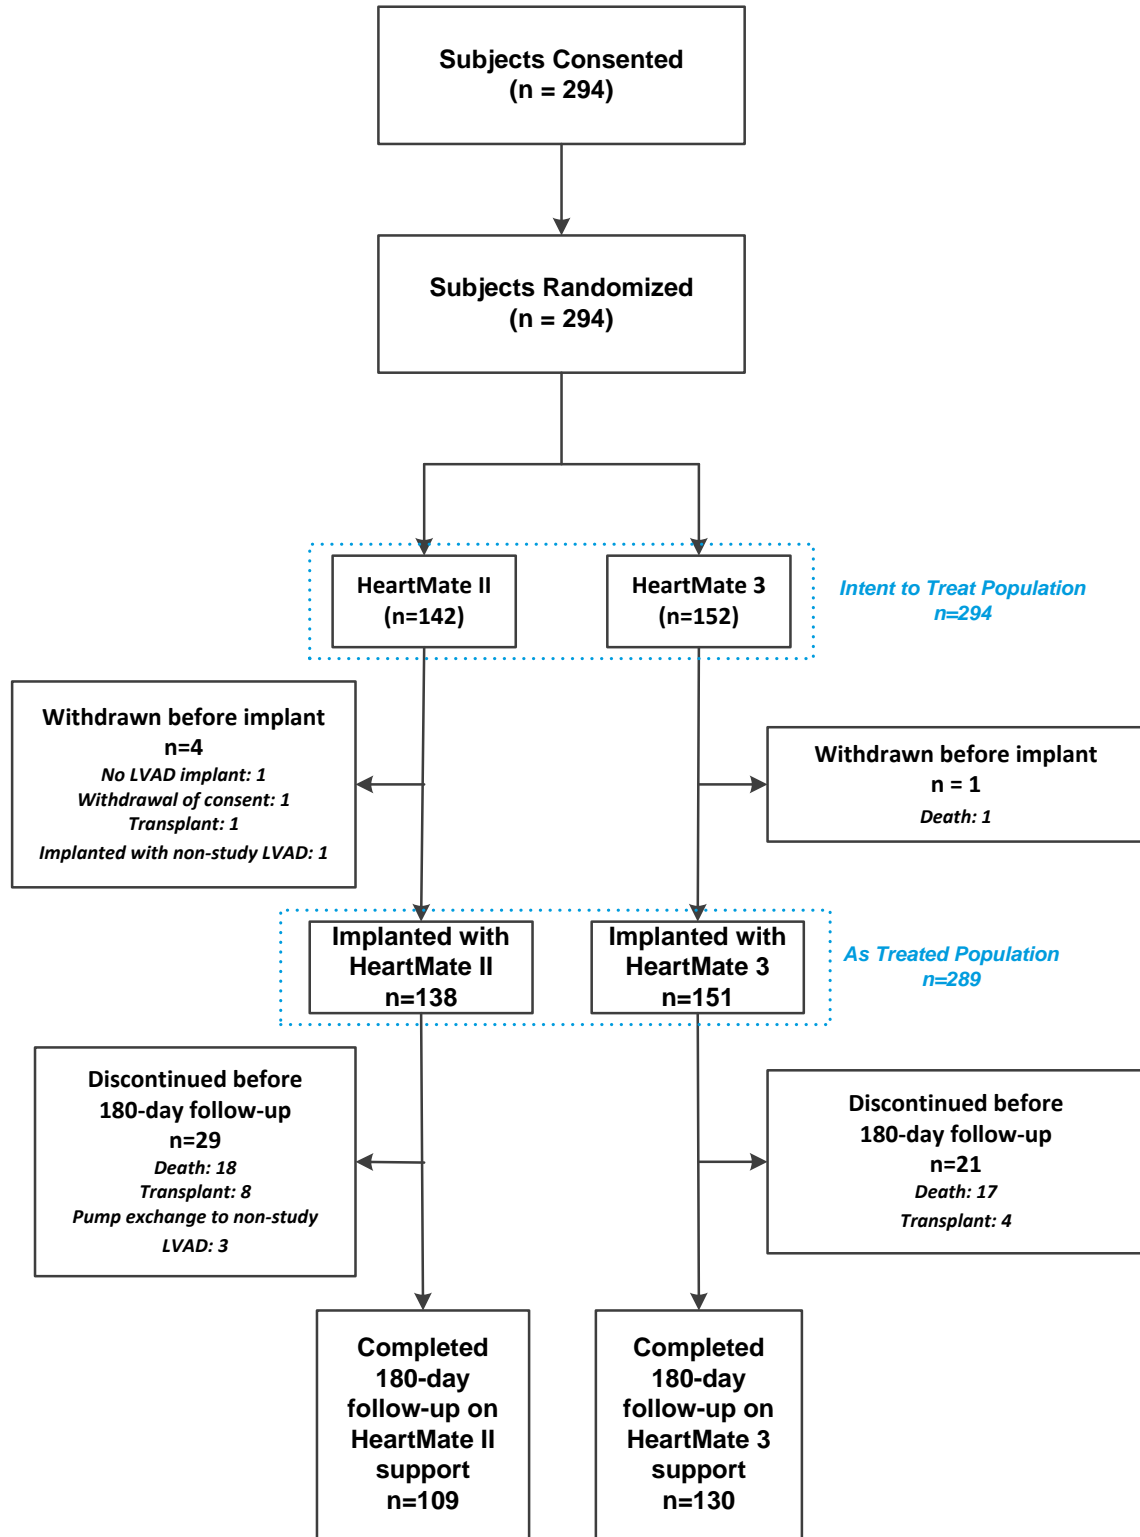 Subjects Consented
(n = 294)
Subjects Randomized
(n = 294)
HeartMate II
(n=142)
HeartMate 3
(n=152)
Intent to Treat Population
n=294
Withdrawn before implant
n=4
No LVAD implant: 1
Withdrawal of consent: 1
Transplant: 1
Implanted with non-study LVAD: 1
Withdrawn before implant
n = 1
Death: 1
Implanted with
HeartMate II
n=138
Implanted with
HeartMate 3
n=151
As Treated Population
n=289
Discontinued before
180-day follow-up
n=29
Death: 18
Transplant: 8
Pump exchange to non-study
LVAD: 3
Discontinued before
180-day follow-up
n=21
Death: 17
Transplant: 4
Completed
180-day
follow-up on
HeartMate II
support
n=109
Completed
180-day
follow-up on
HeartMate 3
support
n=130